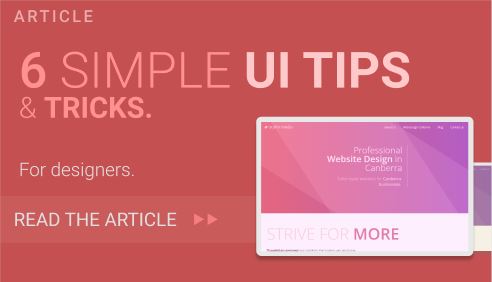 ARTICLE
6 SIMPLE UI TIPS
& TRICKS.
For designers.
READ THE ARTICLE
Professional
Website Design in
Canberra
STRIVE FOR MORE